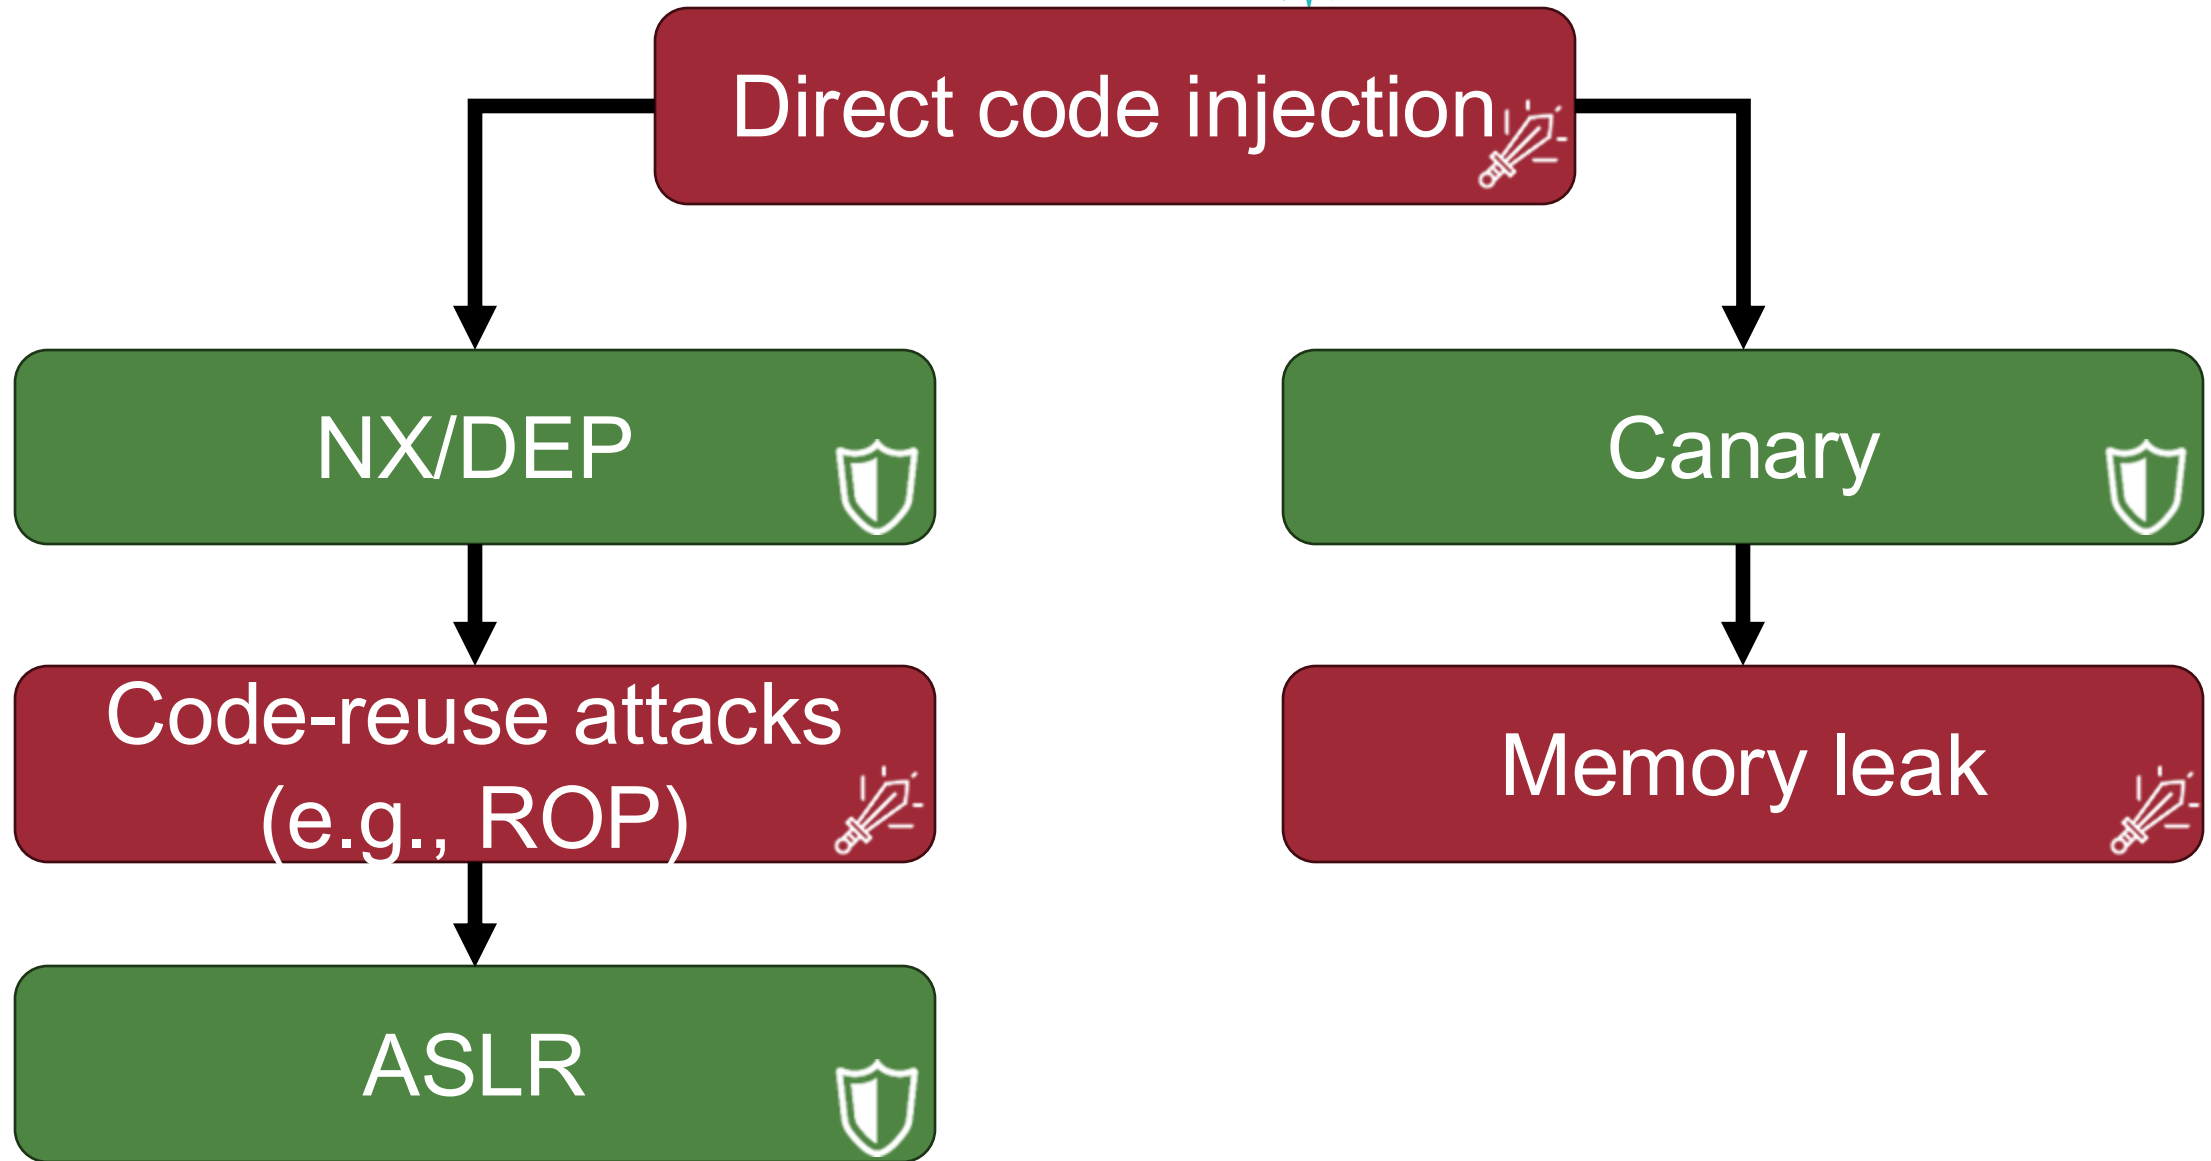 Direct code injection
NX/DEP
Canary
Code-reuse attacks
(e.g., ROP)
Memory leak
ASLR